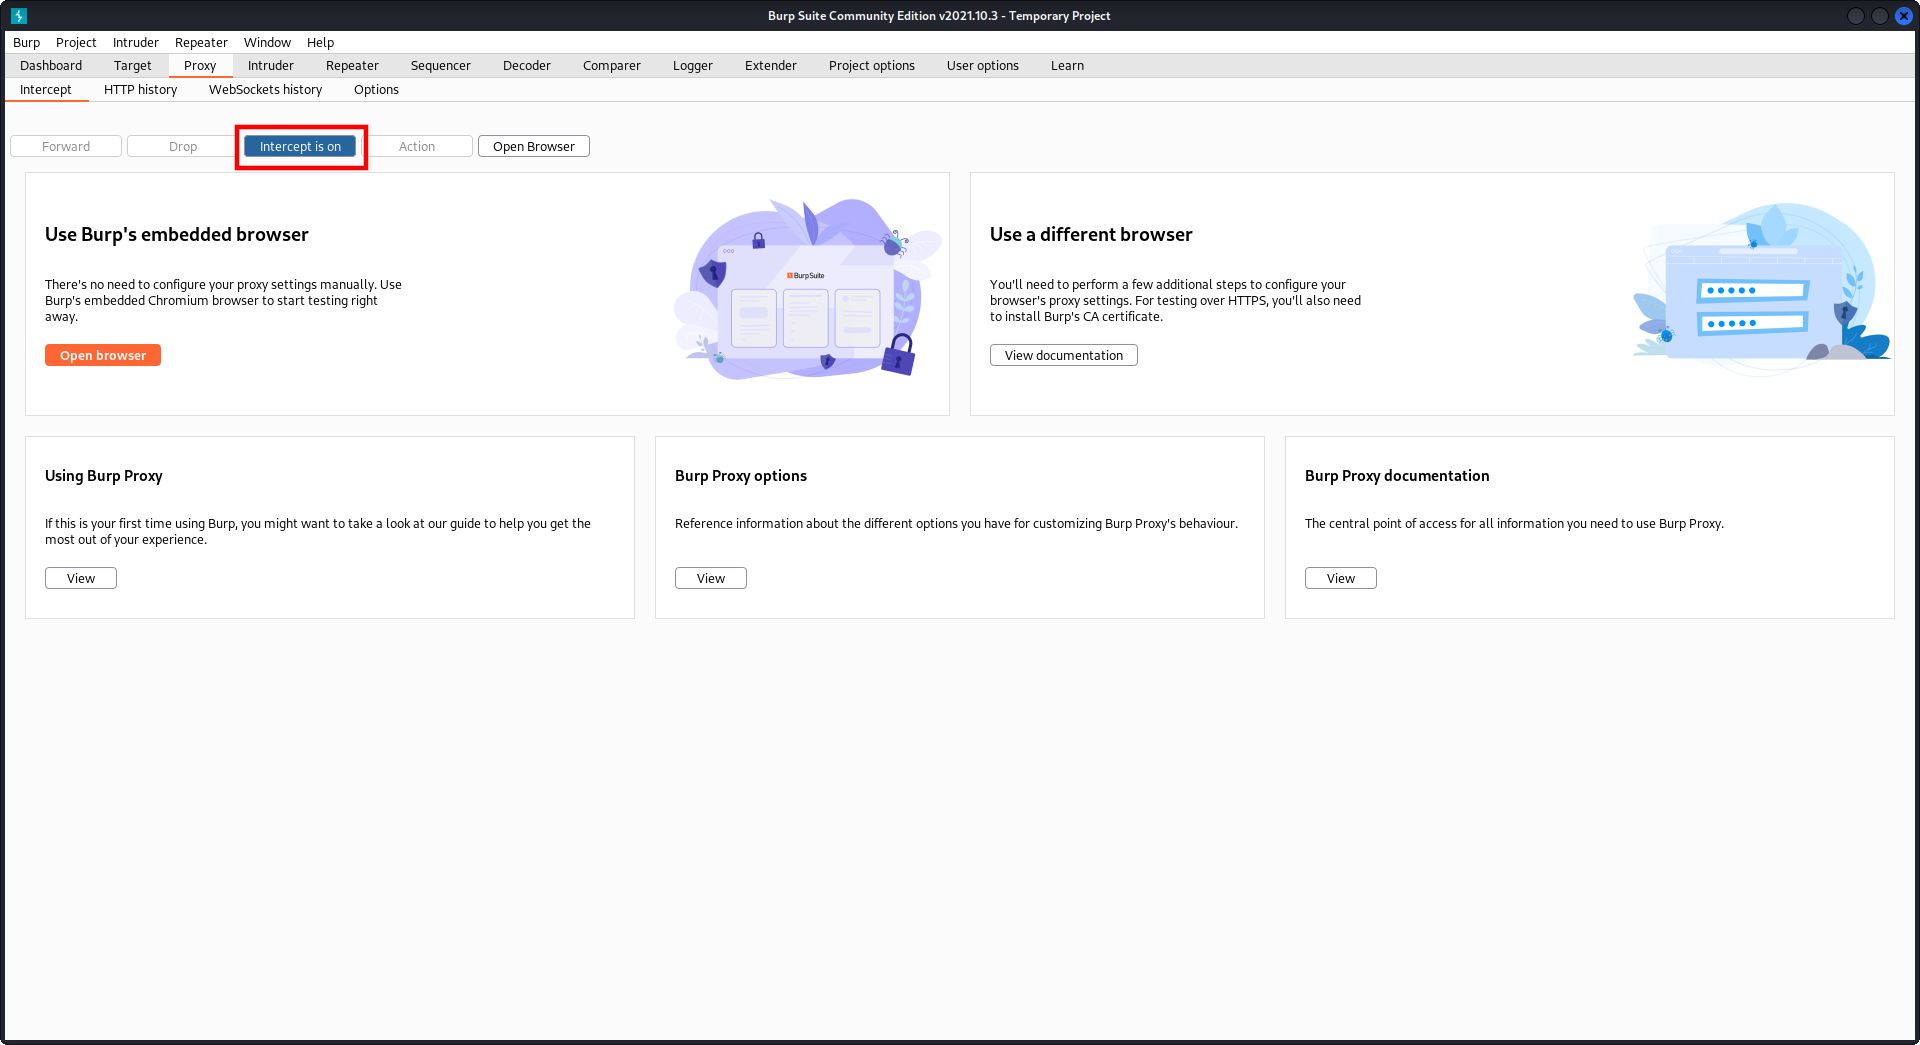 Burp Suite Community Edition v2021.10.3 - Temporary Project
Burp Project Intruder Repeater Window Help
Dashboard Target Proxy Intruder Repeater Sequencer Decoder Comparer Logger Extender Project options User options Learn
Intercept HTTP history WebSockets history Options
Forward Drop Intercept is on Action Open Browser
Use Burp's embedded browser
There's no need to configure your proxy settings manually. Use
Burp's embedded Chromium browser to start testing right
away.
Open browser
BurpSuite
Use a different browser
You'll need to perform a few additional steps to configure your
browser's proxy settings. For testing over HTTPS, you'll also need
to install Burp's CA certificate.
View documentation
Using Burp Proxy
If this is your first time using Burp, you might want to take a look at our guide to help you get the
most out of your experience.
View
Burp Proxy options
Reference information about the different options you have for customizing Burp Proxy's behaviour.
View
Burp Proxy documentation
The central point of access for all information you need to use Burp Proxy.
View